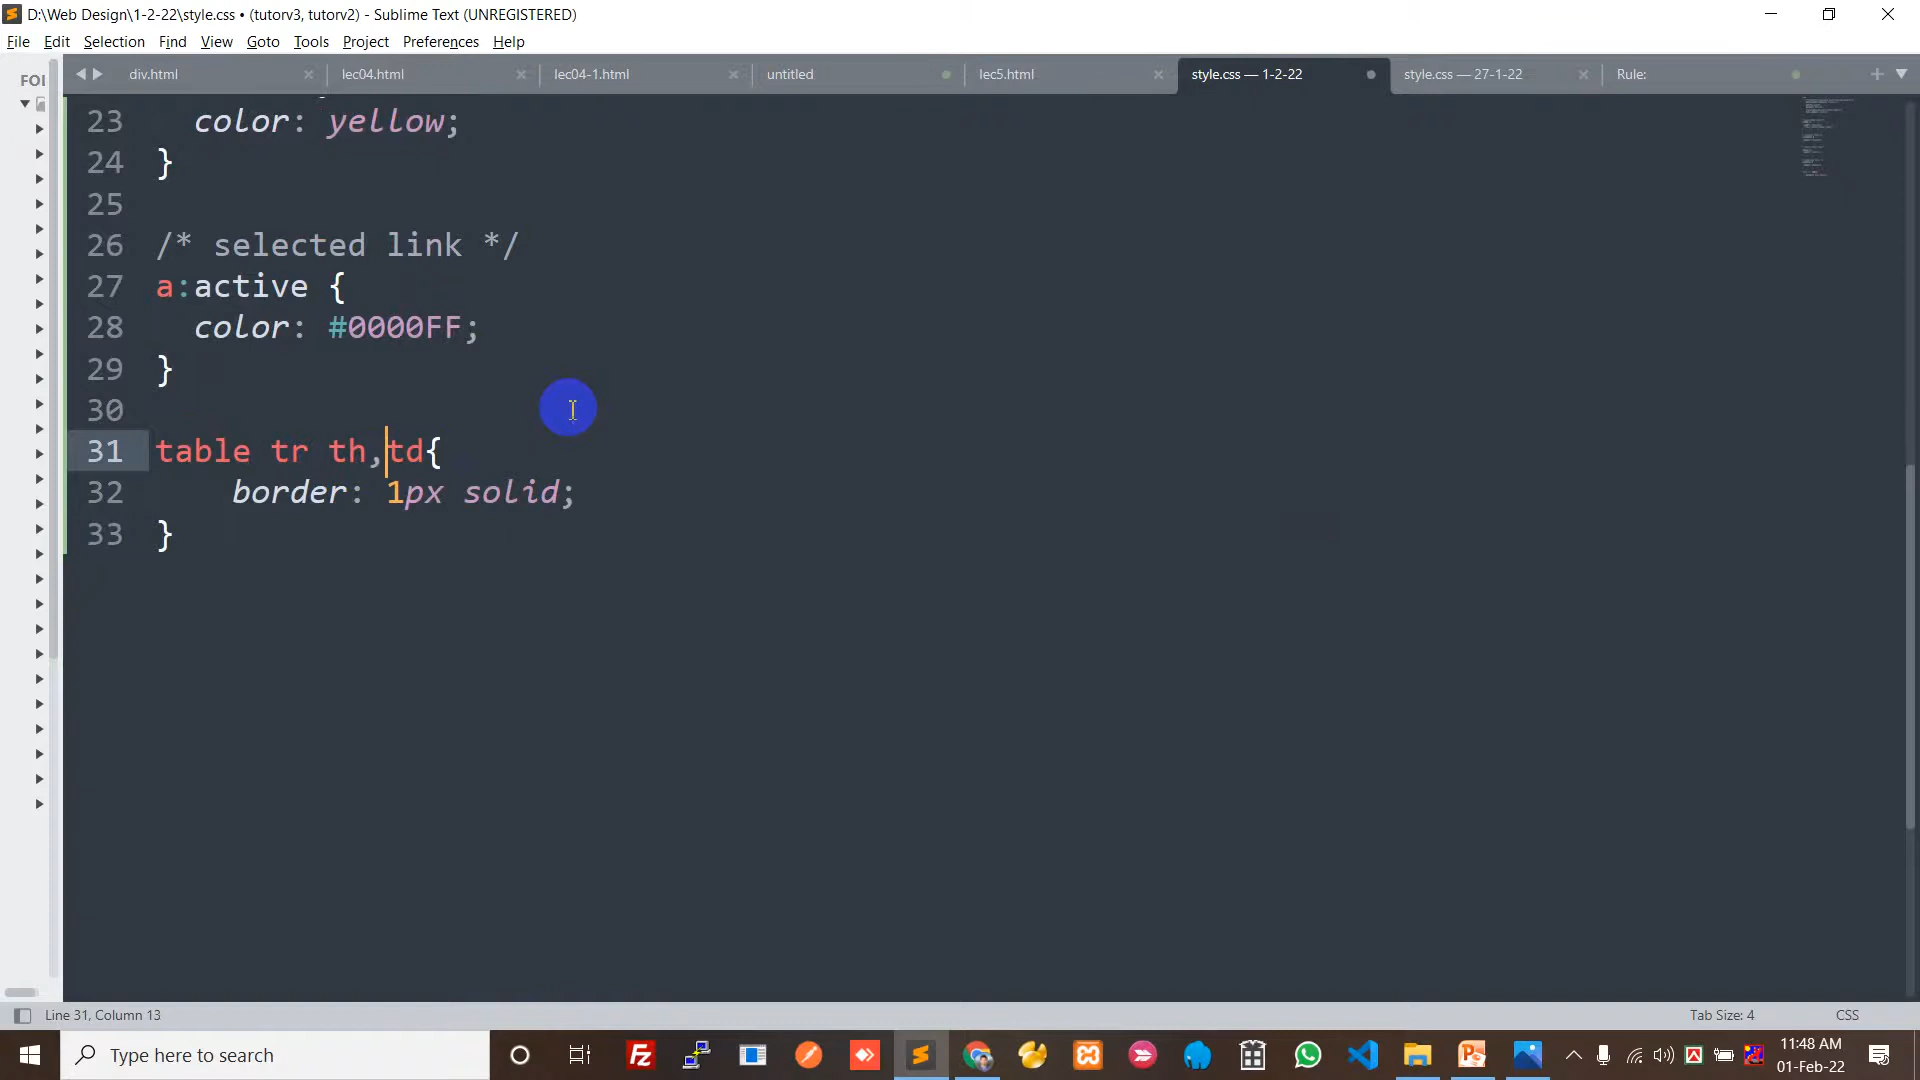 D:\Web Design\1-2-22\style.css • (tutorv3, tutorv2) - Sublime Text (UNREGISTERED)
File Edit Selection Find View Goto Tools Project Preferences Help
FOI
div.html lec04.html lec04-1.html untitled lec5.html style.css — 1-2-22 style.css — 27-1-22 Rule:
23 color: yellow;
24 }
25
26 /* selected link */
27 a:active {
28 color: #0000FF;
29 }
30
31 table tr th,td{
32 border: 1px solid;
33 }
Line 31, Column 13 Tab Size: 4 CSS
Type here to search
11:48 AM
01-Feb-22